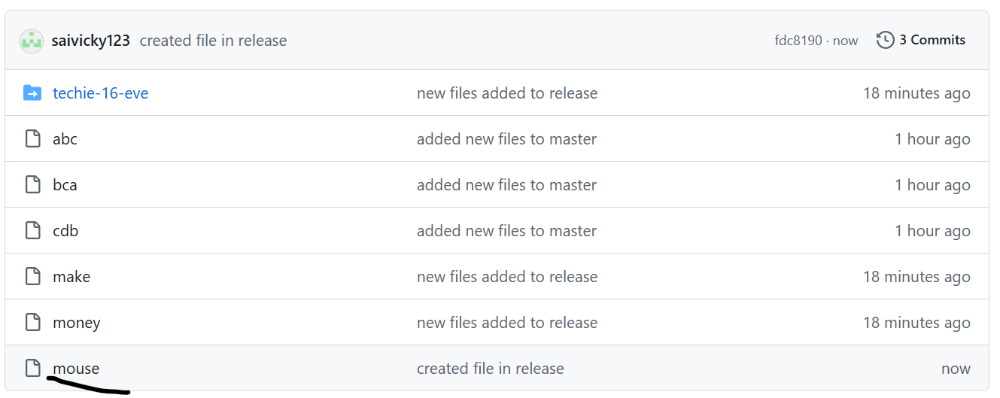 saivicky123 created file in release fdc8190 · now 3 Commits
techie-16-eve new files added to release 18 minutes ago
abc added new files to master 1 hour ago
bca added new files to master 1 hour ago
cdb added new files to master 1 hour ago
make new files added to release 18 minutes ago
money new files added to release 18 minutes ago
mouse created file in release now